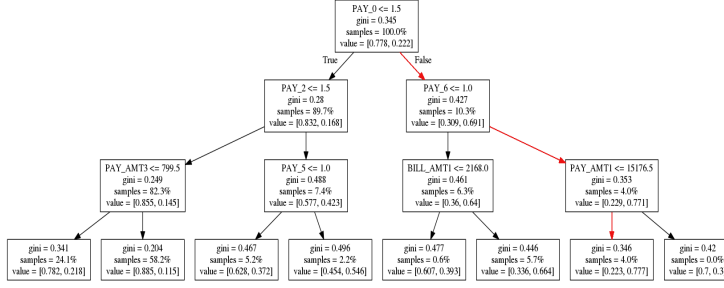 PAY_0 <= 1.5
gini = 0.345
samples = 100.0%
value = [0.778, 0.222]
True
False
PAY_2 <= 1.5
gini = 0.28
samples = 89.7%
value = [0.832, 0.168]
PAY_6 <= 1.0
gini = 0.427
samples = 10.3%
value = [0.309, 0.691]
PAY_AMT3 <= 799.5
gini = 0.249
samples = 82.3%
value = [0.855, 0.145]
PAY_5 <= 1.0
gini = 0.488
samples = 7.4%
value = [0.577, 0.423]
BILL_AMT1 <= 2168.0
gini = 0.461
samples = 6.3%
value = [0.36, 0.64]
PAY_AMT1 <= 15176.5
gini = 0.353
samples = 4.0%
value = [0.229, 0.771]
gini = 0.341
samples = 24.1%
value = [0.782, 0.218]
gini = 0.204
samples = 58.2%
value = [0.885, 0.115]
gini = 0.467
samples = 5.2%
value = [0.628, 0.372]
gini = 0.496
samples = 2.2%
value = [0.454, 0.546]
gini = 0.477
samples = 0.6%
value = [0.607, 0.393]
gini = 0.446
samples = 5.7%
value = [0.336, 0.664]
gini = 0.346
samples = 4.0%
value = [0.223, 0.777]
gini = 0.42
samples = 0.0%
value = [0.7, 0.3